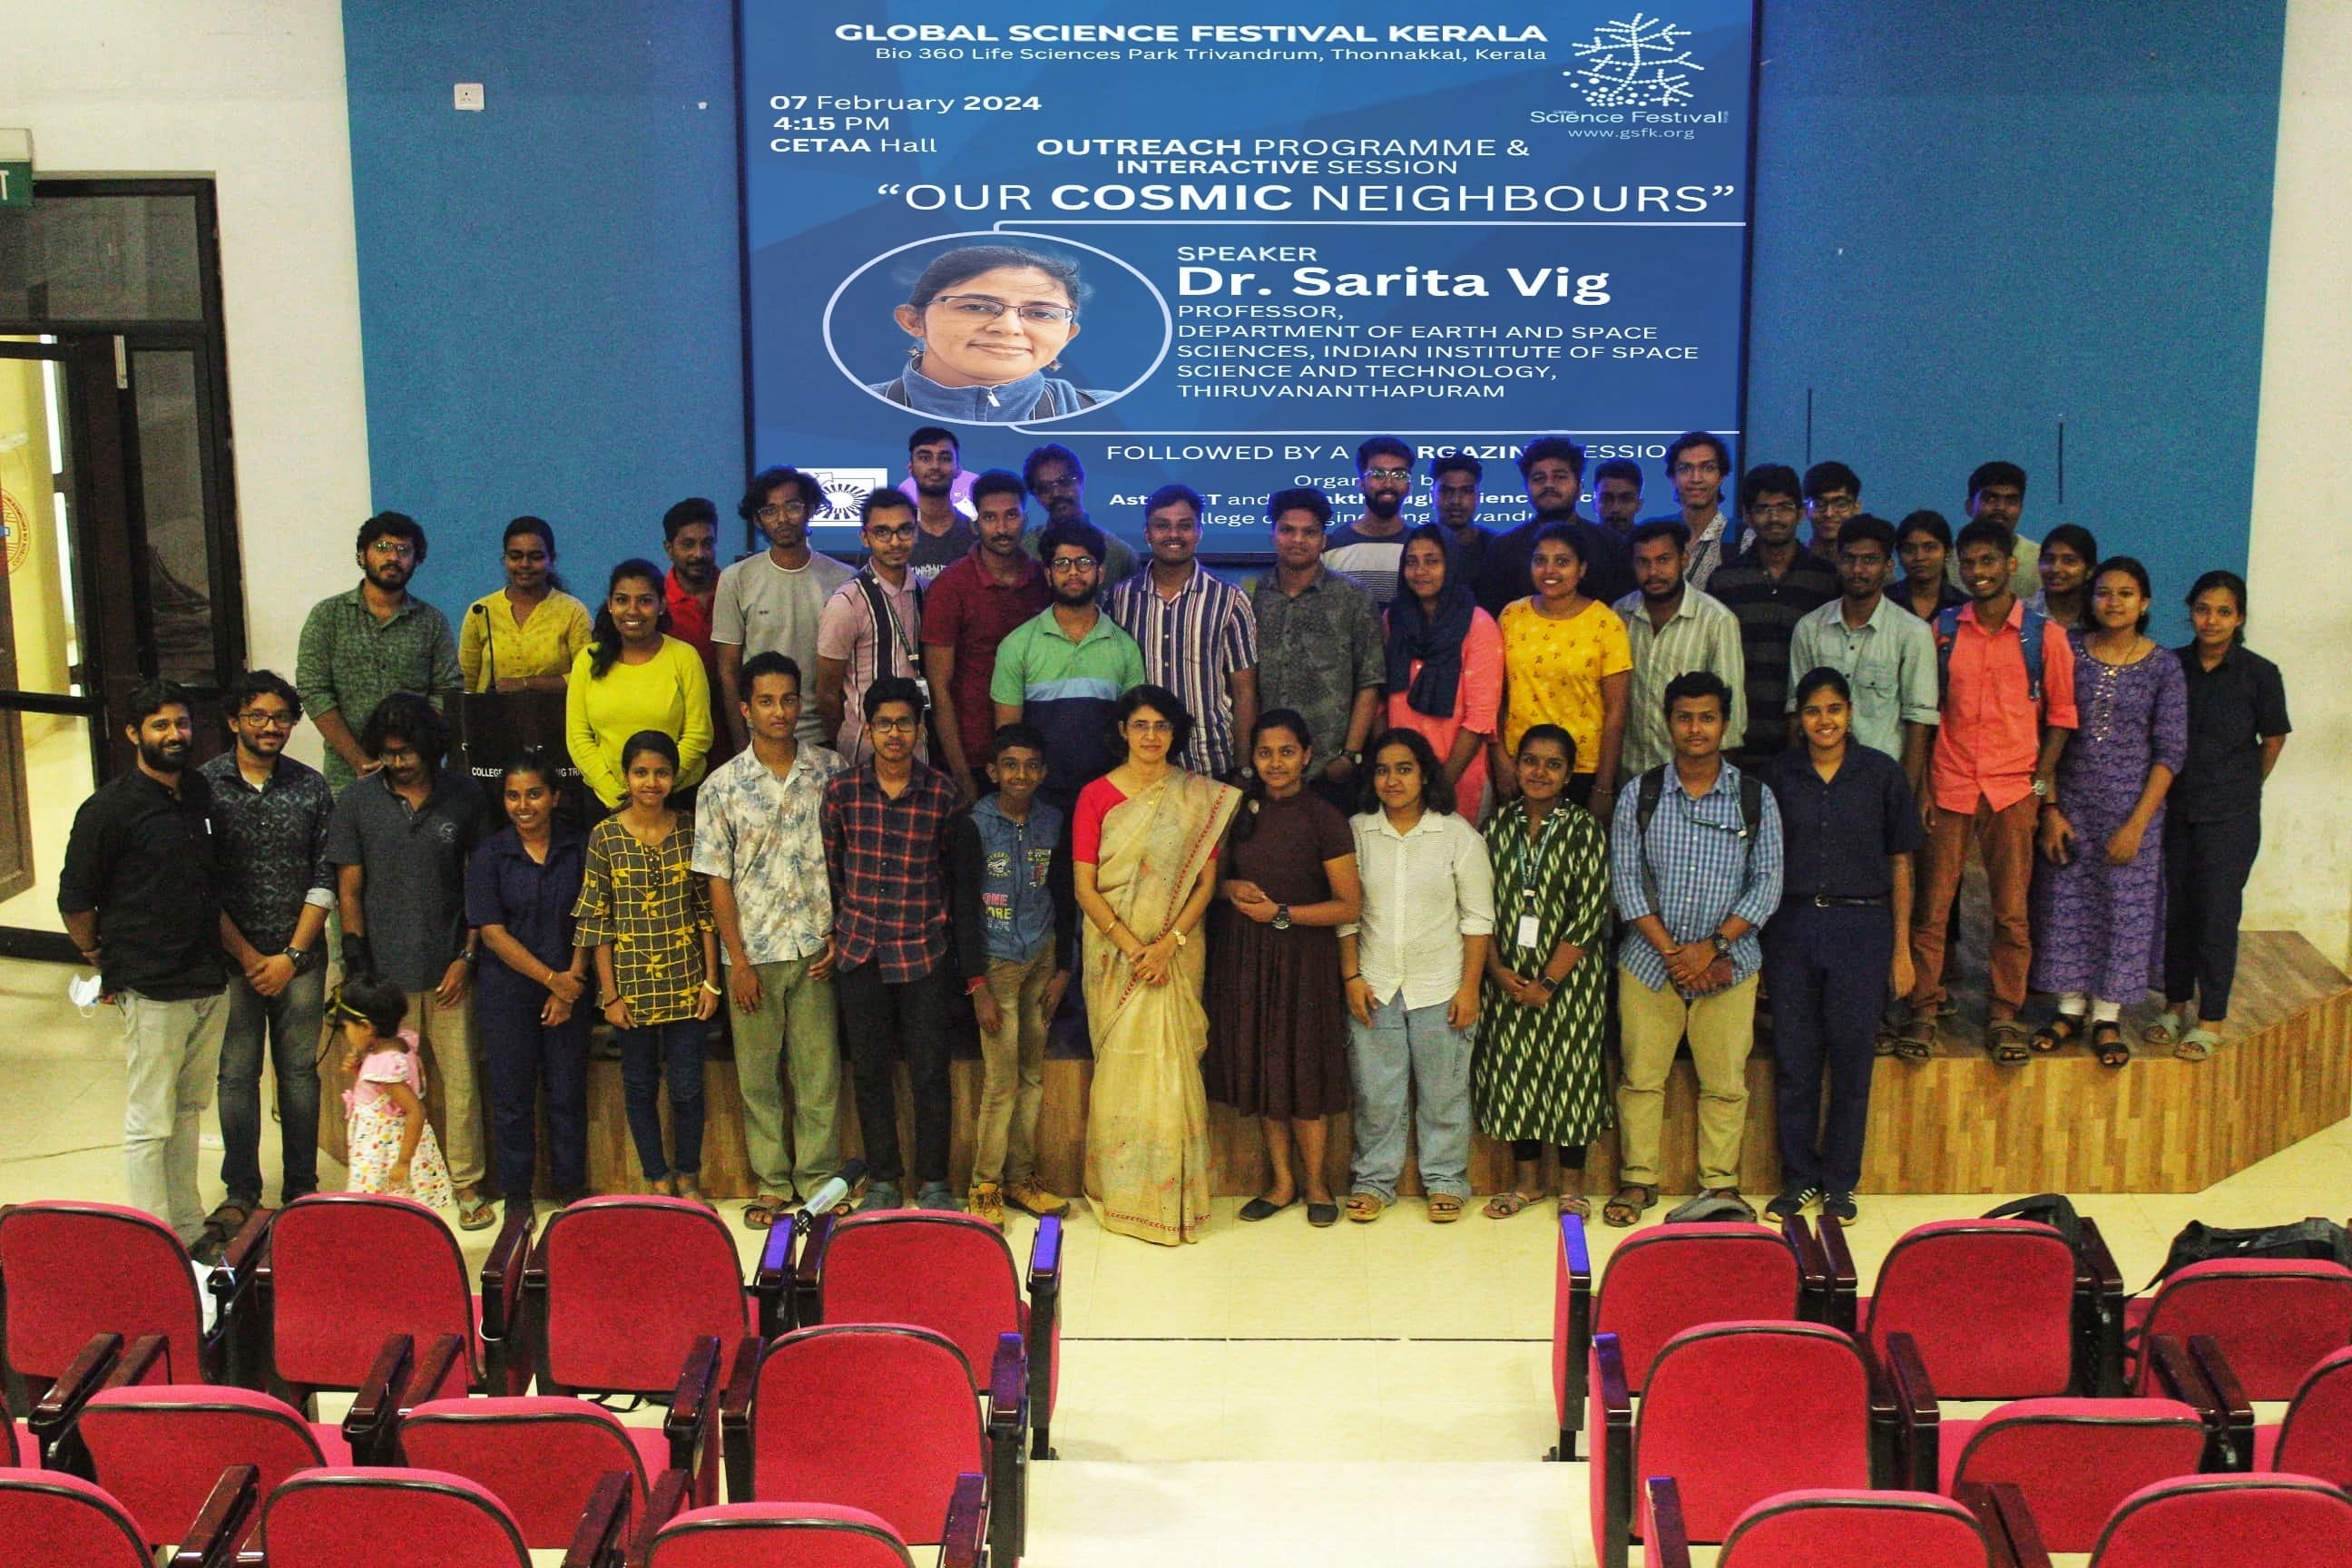 GLOBAL SCIENCE FESTIVAL KERALA
Bio 360 Life Sciences Park Trivandrum, Thonnakkal, Kerala
07 February 2024
4:15 PM
CETAA Hall
Science Festival
www.gsfk.org
OUTREACH PROGRAMME &
INTERACTIVE SESSION
“OUR COSMIC NEIGHBOURS”
SPEAKER
Dr. Sarita Vig
PROFESSOR,
DEPARTMENT OF EARTH AND SPACE
SCIENCES, INDIAN INSTITUTE OF SPACE
SCIENCE AND TECHNOLOGY,
THIRUVANANTHAPURAM
FOLLOWED BY A
and
COLLEGE